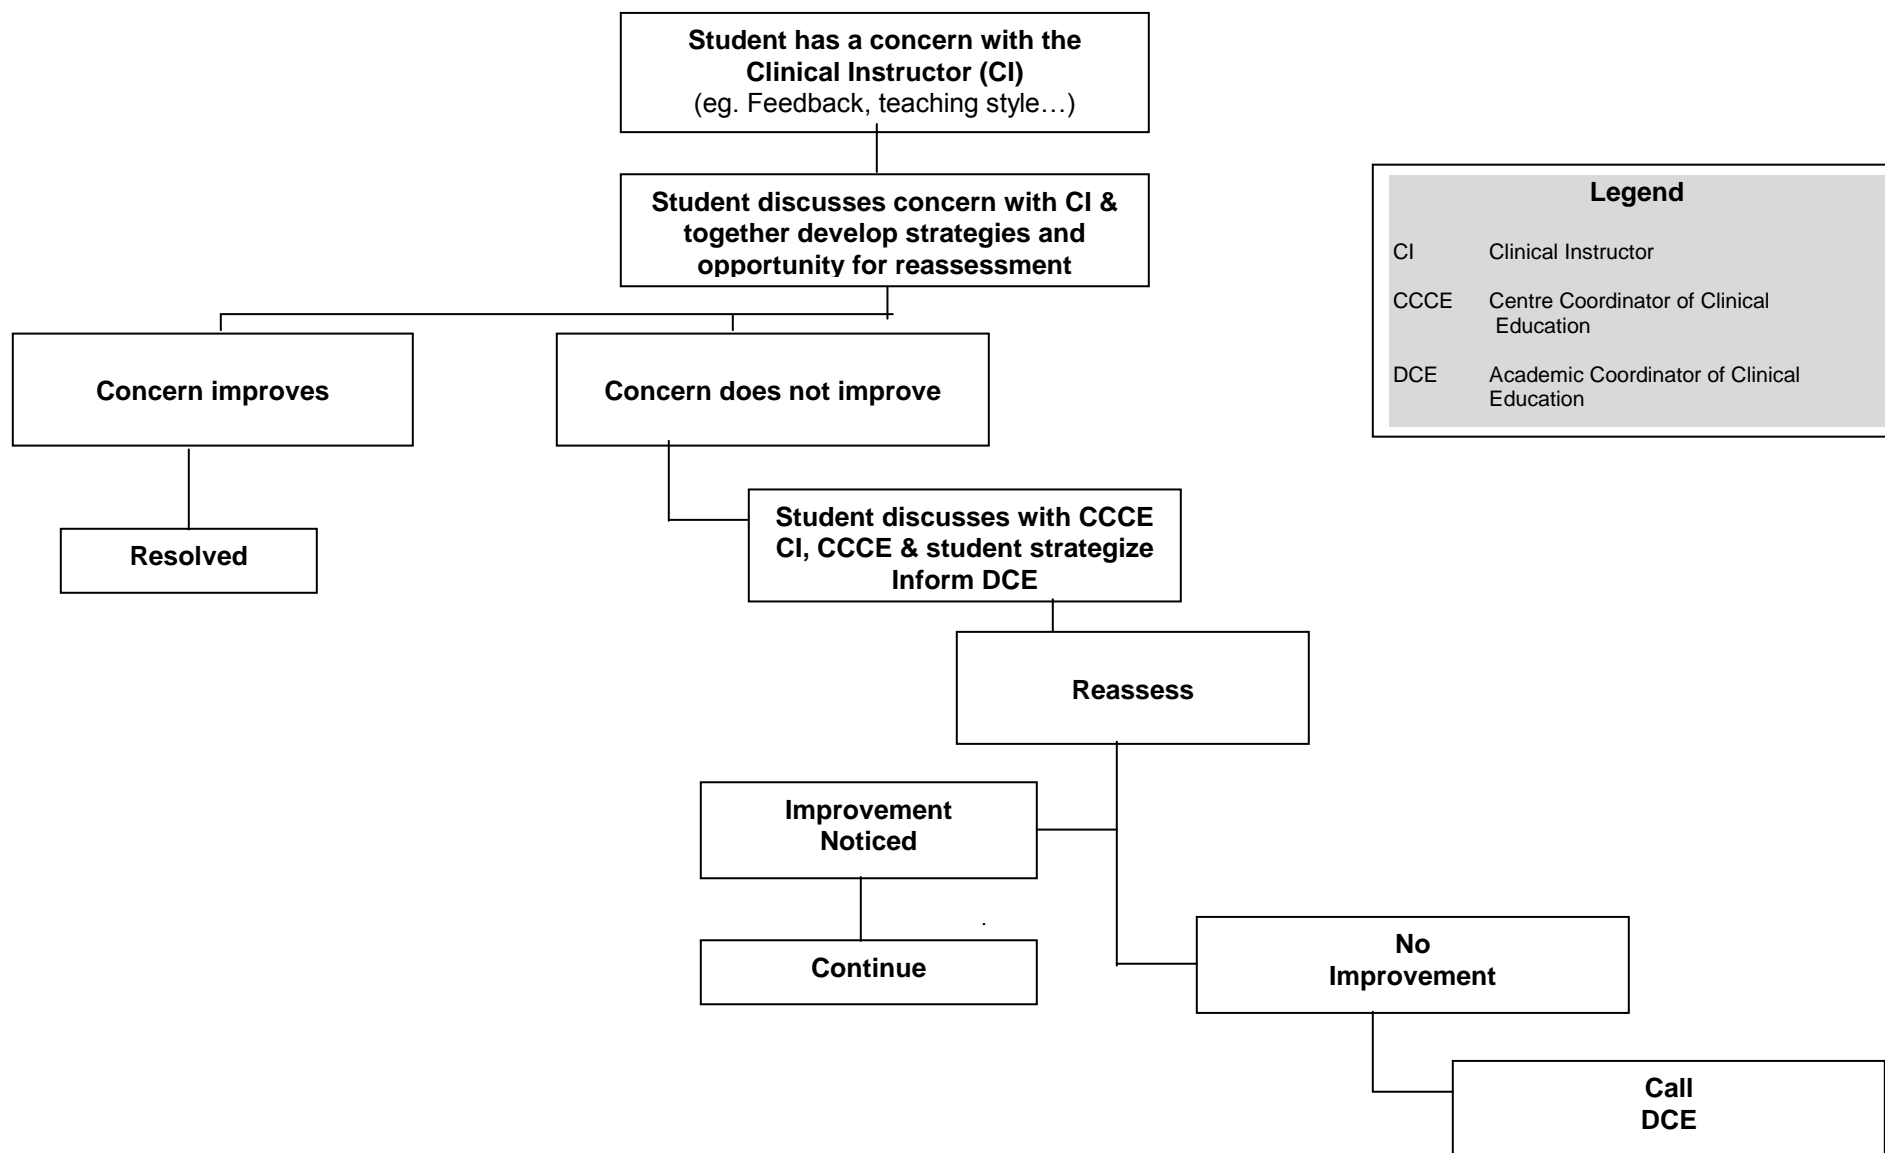 Student has a concern with the
Clinical Instructor (CI)
(eg. Feedback, teaching style…)
Student discusses concern with CI &
together develop strategies and
opportunity for reassessment
Legend
CI Clinical Instructor
CCCE Centre Coordinator of Clinical
Education
DCE Academic Coordinator of Clinical
Education
Concern improves
Concern does not improve
Resolved
Student discusses with CCCE
CI, CCCE & student strategize
Inform DCE
Reassess
Improvement
Noticed
Continue
No
Improvement
Call
DCE